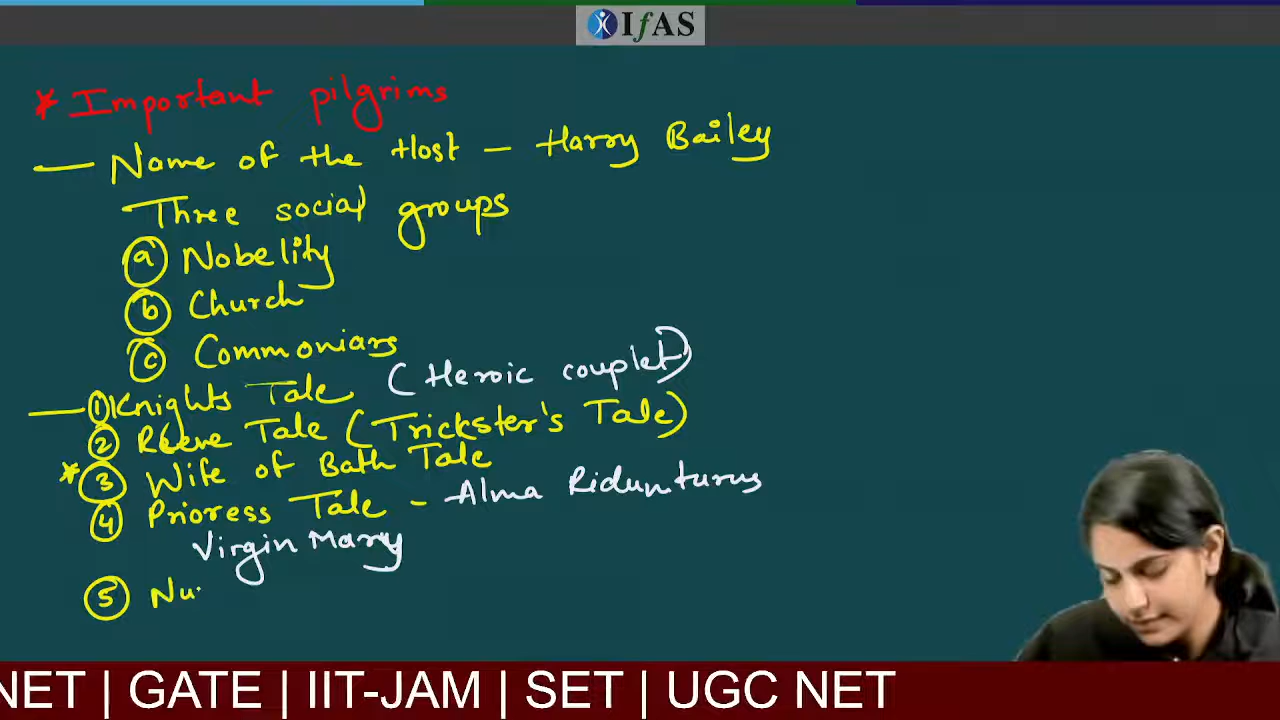 IfAS
* Important pilgrims
— Name of the Host — Harry Bailey
Three social groups
a Nobelity
b Church
c Commoniars
— 1 Knights Tale (Heroic couplet)
2 Reeve Tale (Trickster's Tale)
* 3 Wife of Bath Tale
4 Prioress Tale - Alma Ridumturus
Virgin Marry
5 Nu
NET | GATE | IIT-JAM | SET | UGC NET